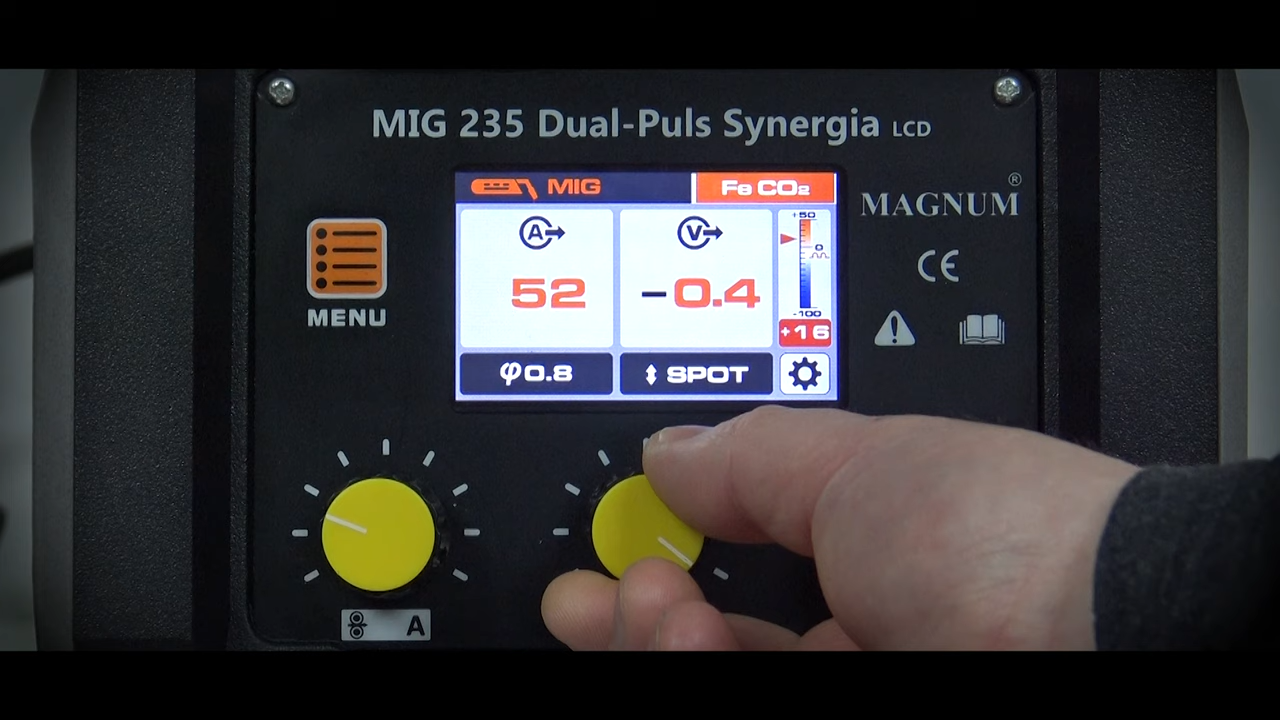 MIG 235 Dual-Puls Synergia LCD
MIG
Fe CO₂
MAGNUM®
A
V
+50
0
52
-0.4
-100
+16
MENU
CE
φ0.8
SPOT
A